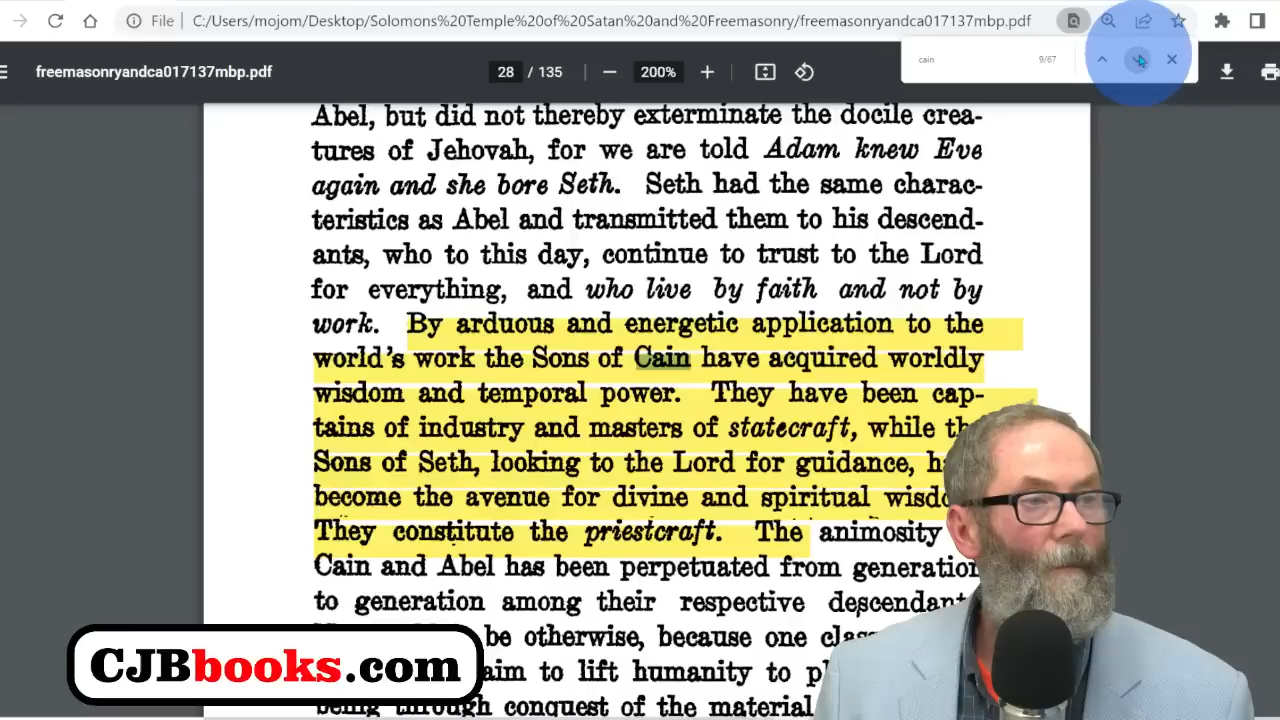 File | C:/Users/mojom/Desktop/Solomons%20Temple%20of%20Satan%20and%20Freemasonry/freemasonryandca017137mbp.pdf
cain 9/67
freemasonryandca017137mbp.pdf 28 / 135 200%
Abel, but did not thereby exterminate the docile crea-
tures of Jehovah, for we are told Adam knew Eve
again and she bore Seth. Seth had the same charac-
teristics as Abel and transmitted them to his descend-
ants, who to this day, continue to trust to the Lord
for everything, and who live by faith and not by
work. By arduous and energetic application to the
world's work the Sons of Cain have acquired worldly
wisdom and temporal power. They have been cap-
tains of industry and masters of statecraft, while
Sons of Seth, looking to the Lord for guidance,
become the avenue for divine and spiritual
They constitute the priestcraft. The animosity
Cain and Abel has been perpetuated from generation
to generation among their respective
be otherwise, because one
aim to lift humanity to
being through conquest of the material
CJBbooks.com